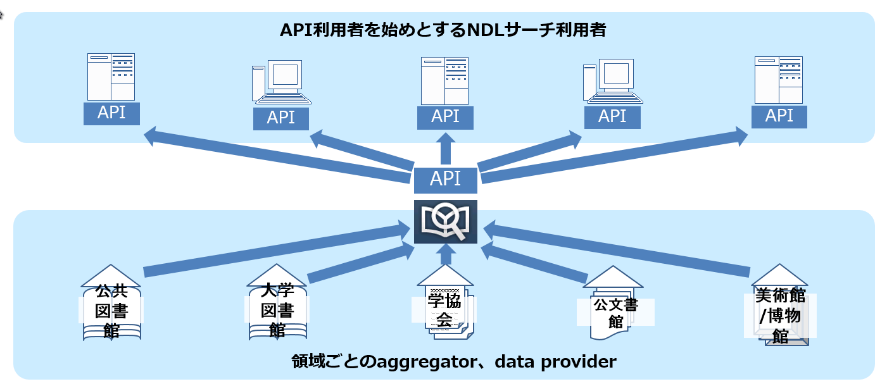 API利用者を始めとするNDLサーチ利用者
API
API
API
API
API
API
公共
図書
館
大学
図書
館
学協
会
公文書
館
美術館
/博物
館
領域ごとのaggregator、data provider